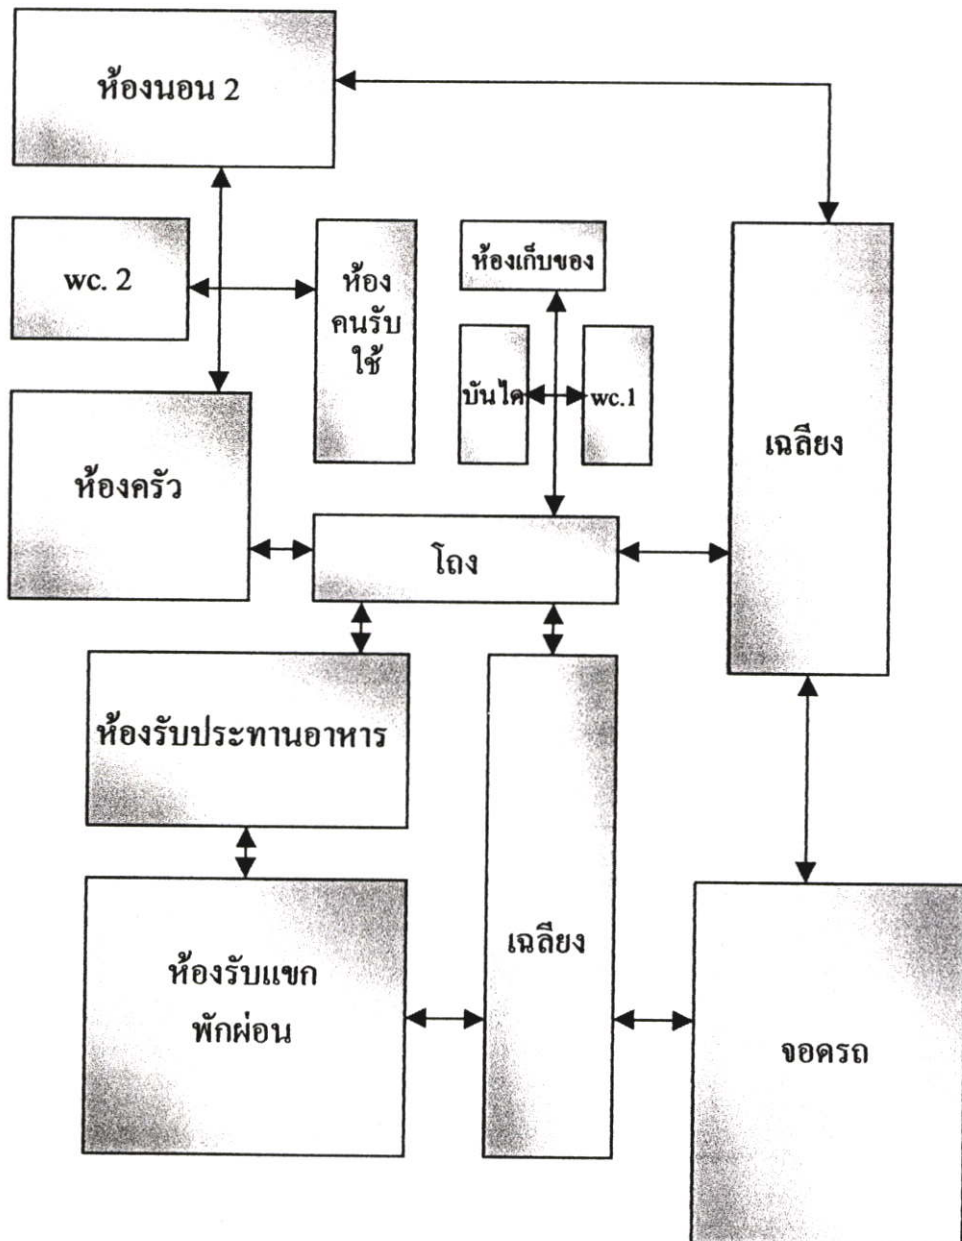 ห้องนอน 2
wc. 2
ห้อง
คนรับ
ใช้
ห้องเก็บของ
บันได
wc.1
เฉลียง
ห้องครัว
โถง
ห้องรับประทานอาหาร
เฉลียง
ห้องรับแขก
พักผ่อน
จอดรถ